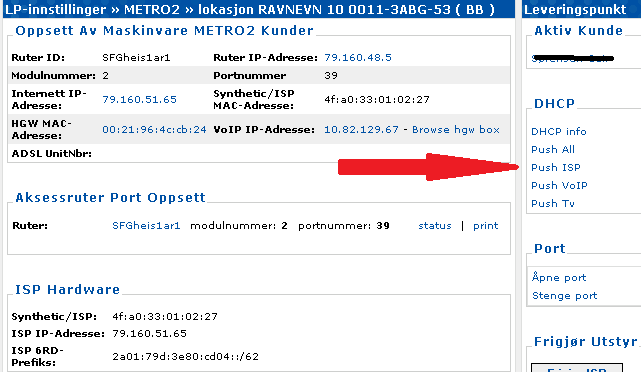 LP-innstillinger » METRO2 » lokasjon RAVNEVN 10 0011-3ABG-53 ( BB )
Oppsett Av Maskinvare METRO2 Kunder
Ruter ID: SFGheis1ar1 Ruter IP-Adresse: 79.160.48.5
Modulnummer: 2 Portnummer 39
Internett IP-Adresse: 79.160.51.65 Synthetic/ISP MAC-Adresse: 4f:a0:33:01:02:27
HGW MAC-Adresse: 00:21:96:4c:cb:24 VoIP IP-Adresse: 10.82.129.67 - Browse hgw box
ADSL UnitNbr:
Aksessruter Port Oppsett
Ruter: SFGheis1ar1 modulnummer: 2 portnummer: 39 status | print
ISP Hardware
Synthetic/ISP: 4f:a0:33:01:02:27
ISP IP-Adresse: 79.160.51.65
ISP 6RD-Prefiks: 2a01:79d:3e80:cd04::/62
Leveringspunkt
Aktiv Kunde
DHCP
DHCP info
Push All
Push ISP
Push VoIP
Push Tv
Port
Åpne port
Stenge port
Frigjør Utstyr